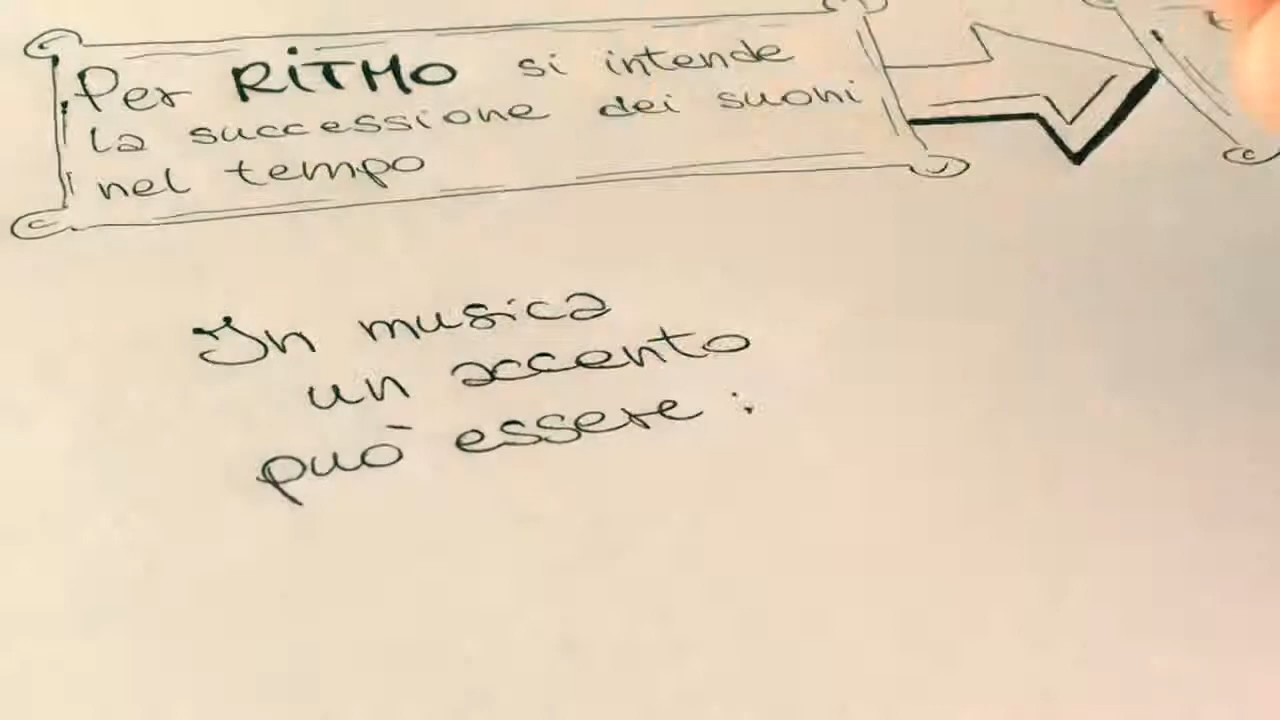 Per RITMO si intende
la successione dei suoni
nel tempo
In musica
un accento
può essere :